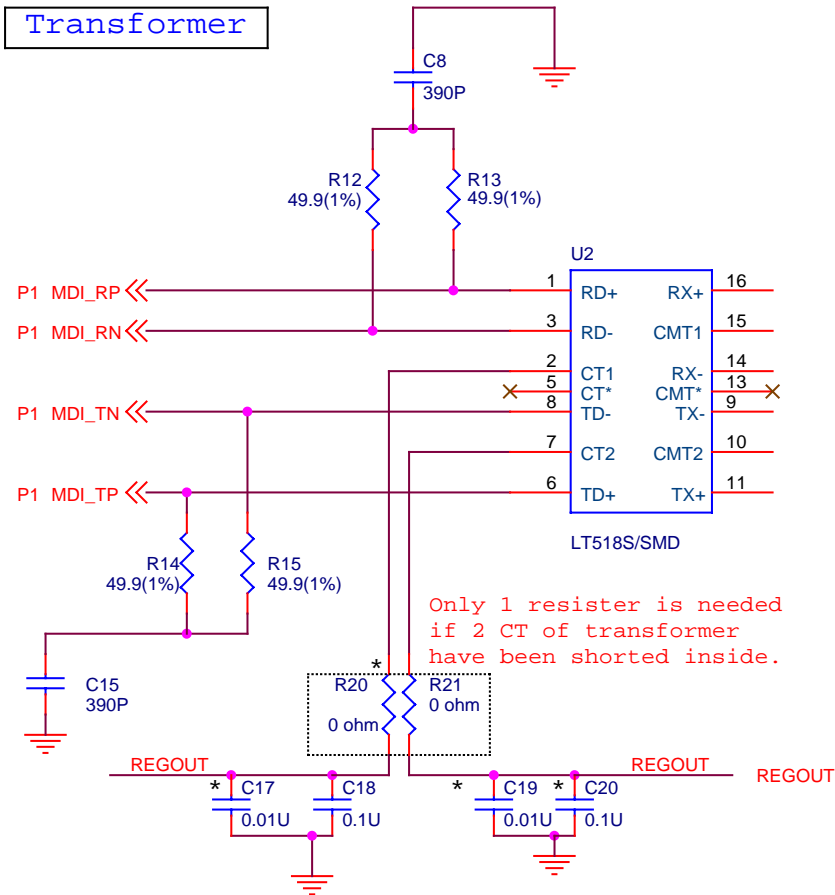 Transformer
C8
390P
R12
49.9(1%)
R13
49.9(1%)
U2
P1 MDI_RP
1
RD+
RX+
16
P1 MDI_RN
3
RD-
CMT1
15
2
CT1
RX-
14
5
CT*
CMT*
13
P1 MDI_TN
8
TD-
TX-
9
7
CT2
CMT2
10
P1 MDI_TP
6
TD+
TX+
11
LT518S/SMD
R14
49.9(1%)
R15
49.9(1%)
Only 1 resister is needed
if 2 CT of transformer
have been shorted inside.
C15
390P
*
R20
0 ohm
R21
0 ohm
REGOUT
REGOUT
REGOUT
*
C17
0.01U
C18
0.1U
*
C19
0.01U
*
C20
0.1U